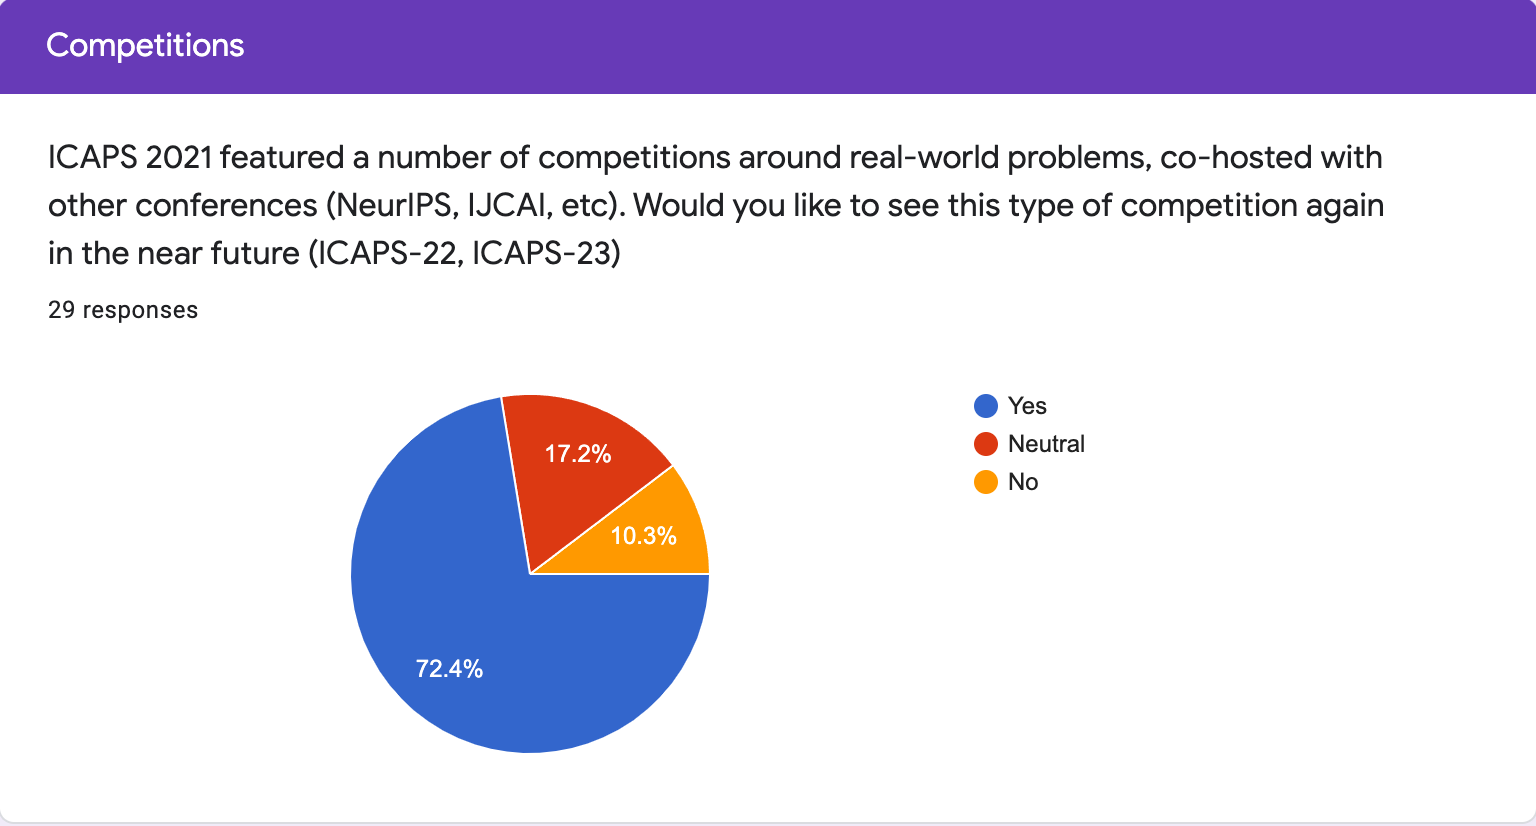 Competitions
ICAPS 2021 featured a number of competitions around real-world problems, co-hosted with
other conferences (NeurIPS, IJCAI, etc). Would you like to see this type of competition again
in the near future (ICAPS-22, ICAPS-23)
29 responses
Yes
Neutral
No
17.2%
10.3%
72.4%